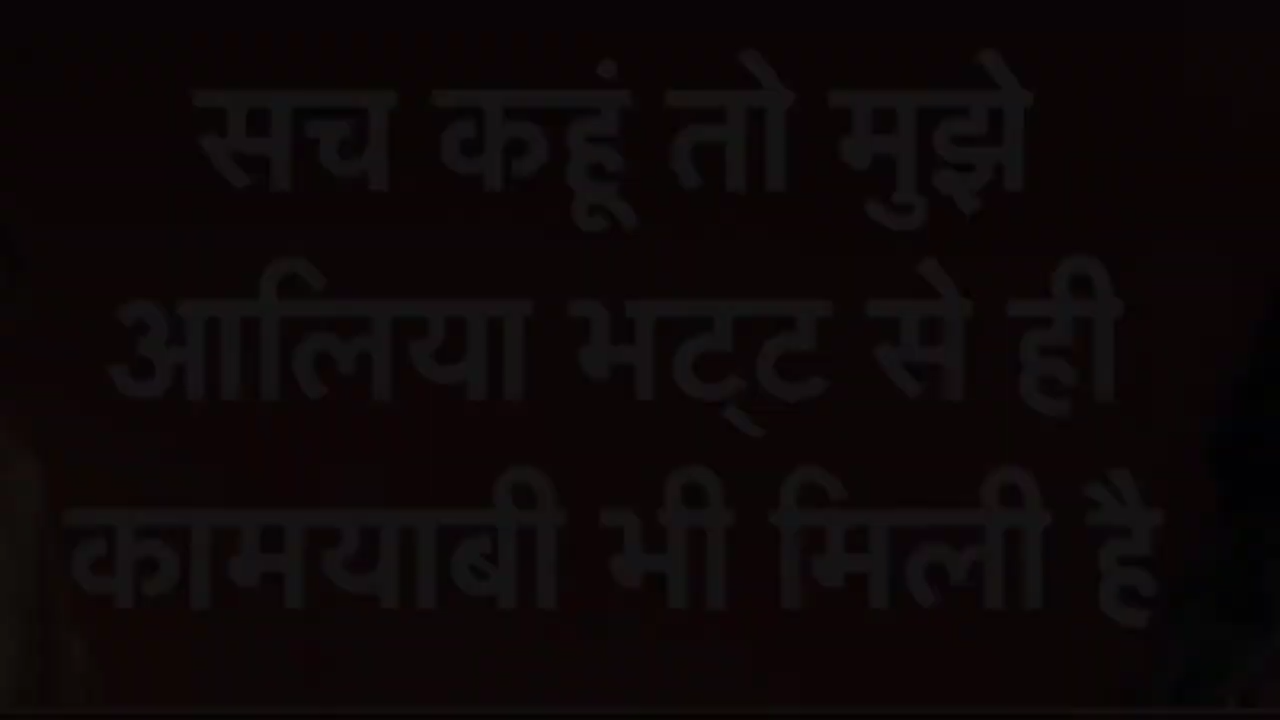 सच कहूं तो मुझे
आलिया भट्ट से ही
कामयाबी भी मिली है